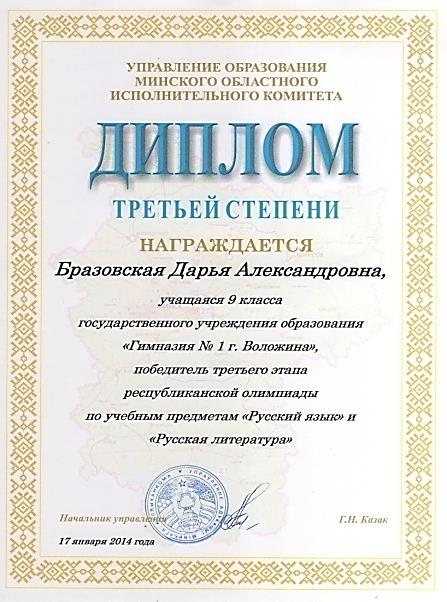 УПРАВЛЕНИЕ ОБРАЗОВАНИЯ
МИНСКОГО ОБЛАСТНОГО
ИСПОЛНИТЕЛЬНОГО КОМИТЕТА
ДИПЛОМ
ТРЕТЬЕЙ СТЕПЕНИ
НАГРАЖДАЕТСЯ
Бразовская Дарья Александровна,
учащаяся 9 класса
государственного учреждения образования
«Гимназия № 1 г. Воложина»,
победитель третьего этапа
республиканской олимпиады
по учебным предметам «Русский язык» и
«Русская литература»
Начальник управления Г.Н. Казак
17 января 2014 года